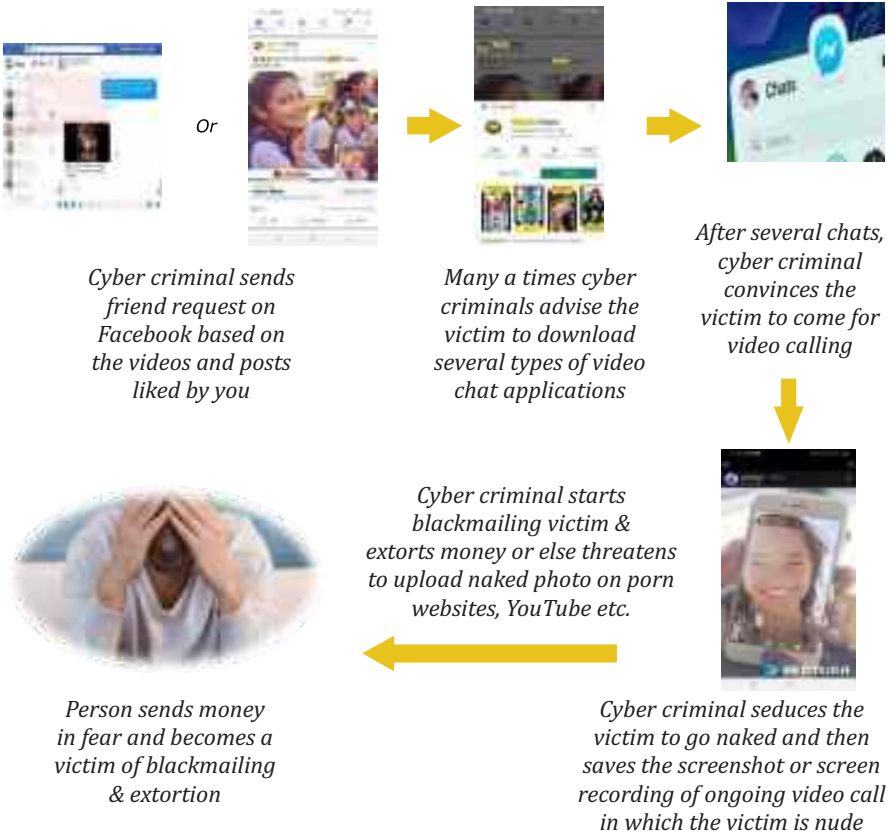 Or
Chats
Cyber criminal sends
friend request on
Facebook based on
the videos and posts
liked by you
Many a times cyber
criminals advise the
victim to download
several types of video
chat applications
After several chats,
cyber criminal
convinces the
victim to come for
video calling
Cyber criminal starts
blackmailing victim &
extorts money or else threatens
to upload naked photo on porn
websites, YouTube etc.
Person sends money
in fear and becomes a
victim of blackmailing
& extortion
Cyber criminal seduces the
victim to go naked and then
saves the screenshot or screen
recording of ongoing video call
in which the victim is nude